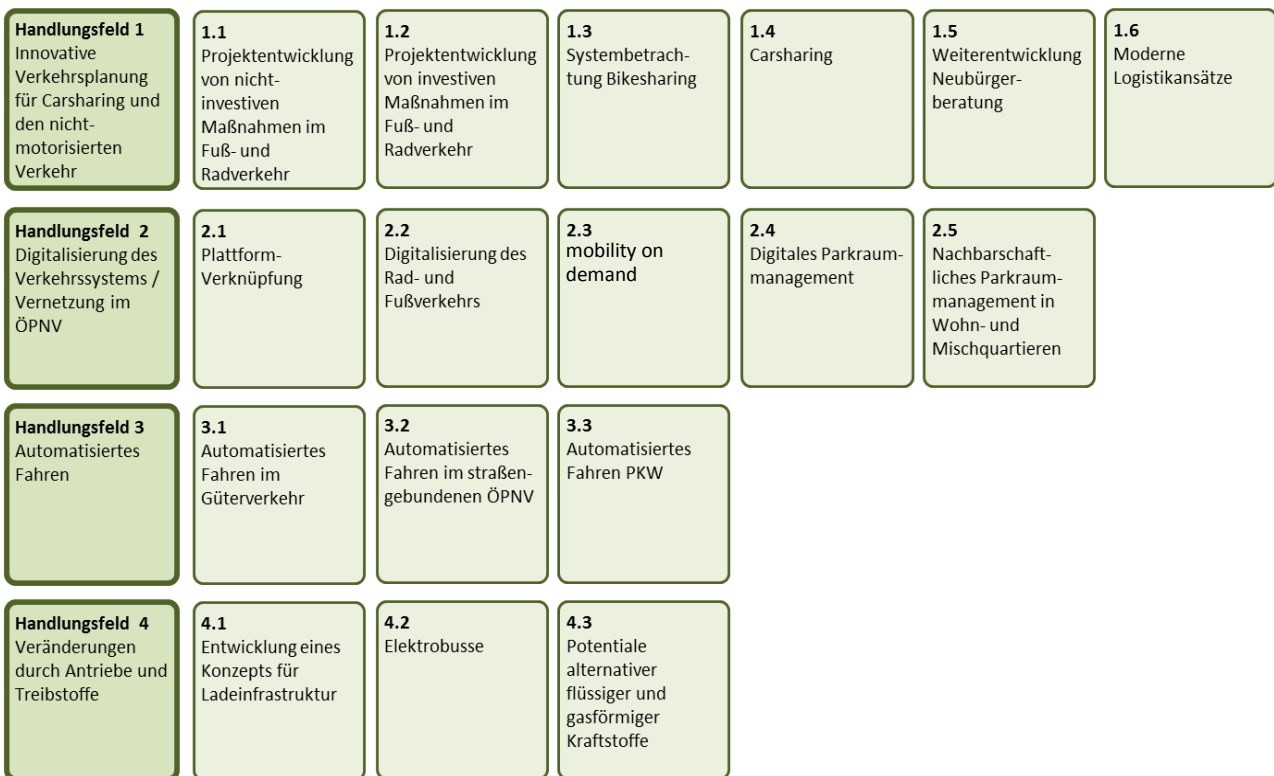 Handlungsfeld 1
Innovative
Verkehrsplanung
für Carsharing und
den nicht-
motorisierten
Verkehr
1.1
Projektentwicklung
von nicht-
investiven
Maßnahmen im
Fuß- und
Radverkehr
1.2
Projektentwicklung
von investiven
Maßnahmen im
Fuß- und
Radverkehr
1.3
Systembetrach-
tung Bikesharing
1.4
Carsharing
1.5
Weiterentwicklung
Neubürger-
beratung
1.6
Moderne
Logistikansätze
Handlungsfeld 2
Digitalisierung des
Verkehrssystems /
Vernetzung im
ÖPNV
2.1
Plattform-
Verknüpfung
2.2
Digitalisierung des
Rad- und
Fußverkehrs
2.3
mobility on
demand
2.4
Digitales Parkraum-
management
2.5
Nachbarschaft-
liches Parkraum-
management in
Wohn- und
Mischquartieren
Handlungsfeld 3
Automatisiertes
Fahren
3.1
Automatisiertes
Fahren im
Güterverkehr
3.2
Automatisiertes
Fahren im straßen-
gebundenen ÖPNV
3.3
Automatisiertes
Fahren PKW
Handlungsfeld 4
Veränderungen
durch Antriebe und
Treibstoffe
4.1
Entwicklung eines
Konzepts für
Ladeinfrastruktur
4.2
Elektrobusse
4.3
Potentiale
alternativer
flüssiger und
gasförmiger
Kraftstoffe